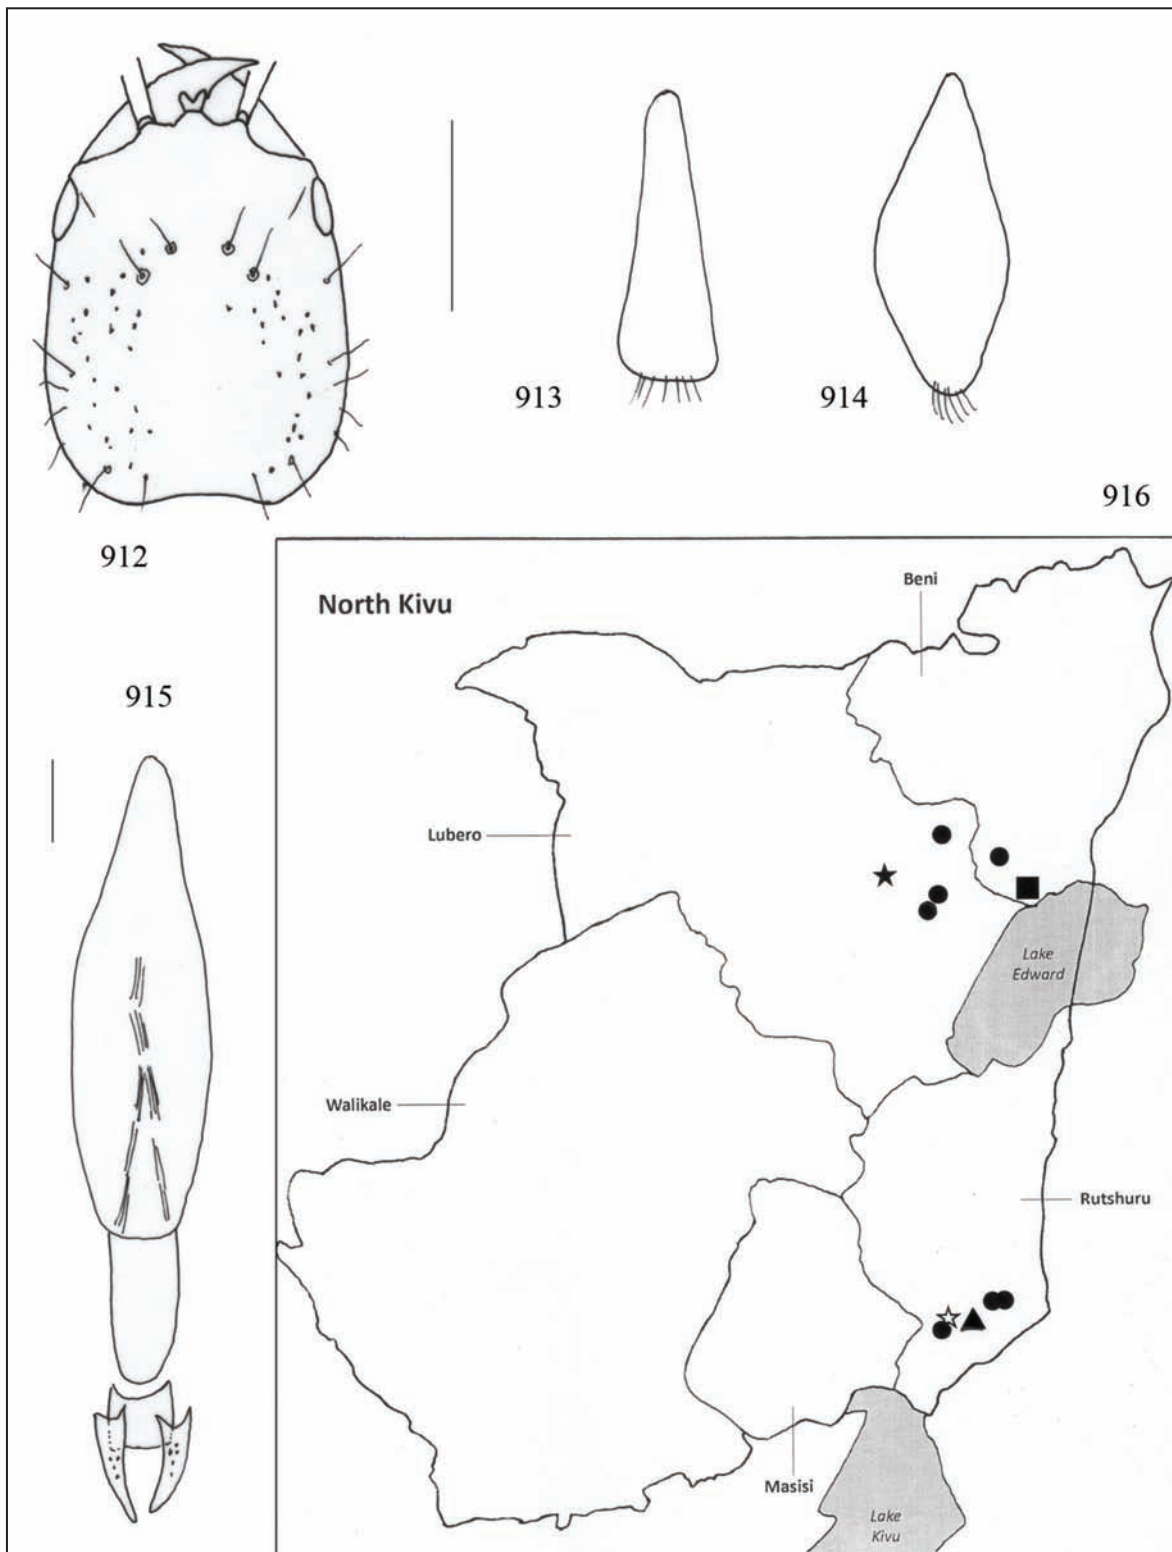 913
914
916
912
915
North Kivu
Beni
Lubero
Lake
Edward
Walikale
Rutshuru
Masisi
Lake
Kivu